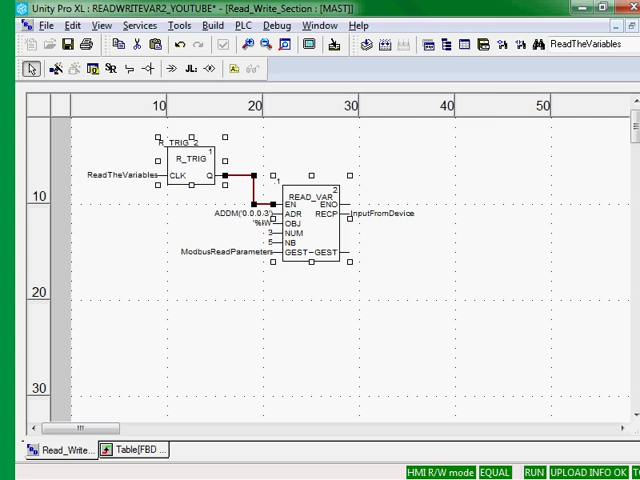 Unity Pro XL : READWRITEVAR2_YOUTUBE* - [Read_Write_Section : [MAST]]
File Edit View Services Tools Build PLC Debug Window Help
ReadTheVariables
10 20 30 40 50
10
20
30
R_TRIG_2
1
R_TRIG
ReadTheVariables CLK Q
.1
2
READ_VAR
EN ENO
ADDM('0.0.0.3' ADR RECP InputFromDevice
'%IW OBJ
3 NUM
5 NB
ModbusReadParameters GEST GEST
Read_Write... Table[FBD ...
HMI R/W mode EQUAL RUN UPLOAD INFO OK